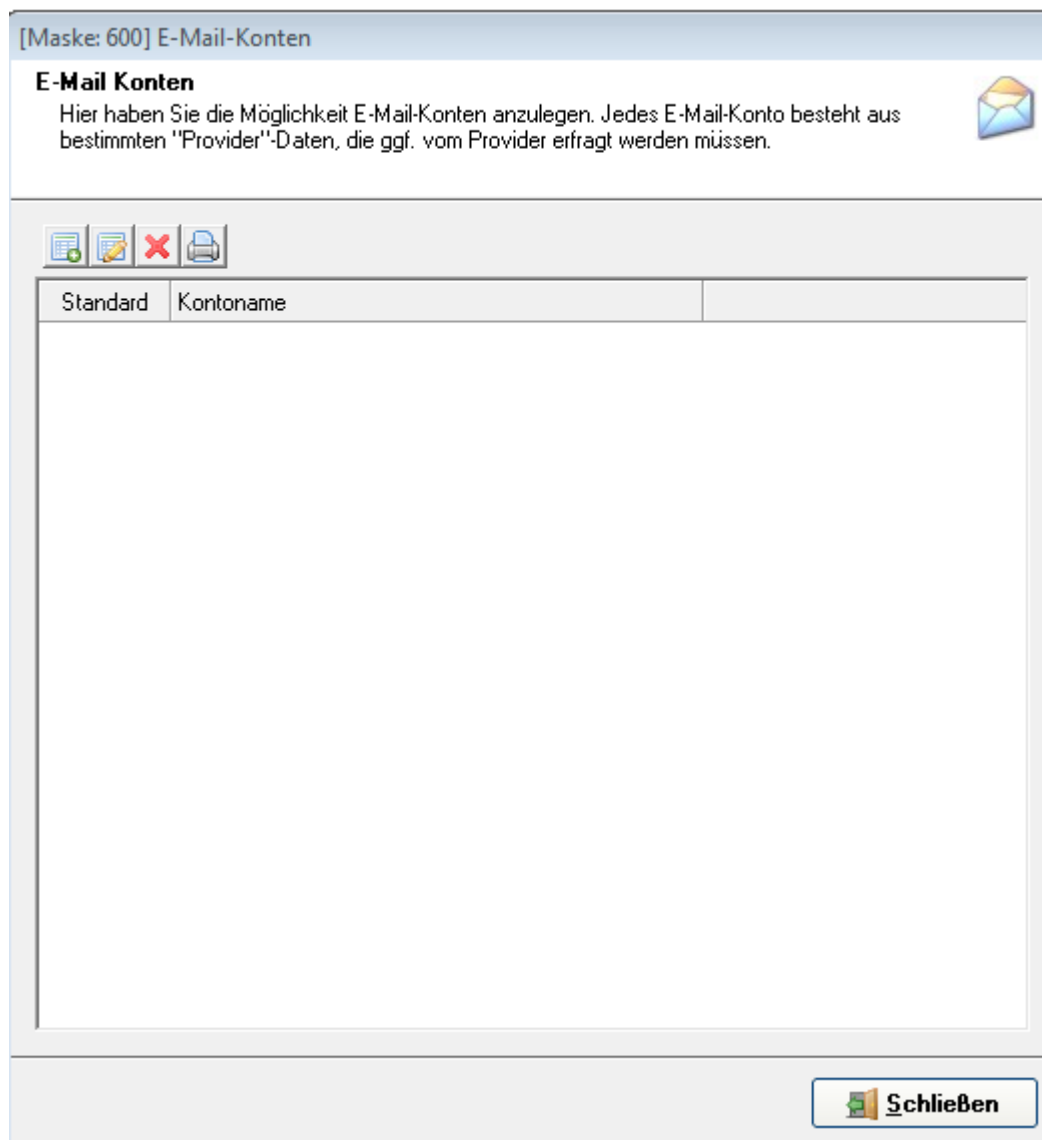 [Maske: 600] E-Mail-Konten
E-Mail Konten
Hier haben Sie die Möglichkeit E-Mail-Konten anzulegen. Jedes E-Mail-Konto besteht aus
bestimmten "Provider"-Daten, die ggf. vom Provider erfragt werden müssen.
Standard Kontoname
Schließen